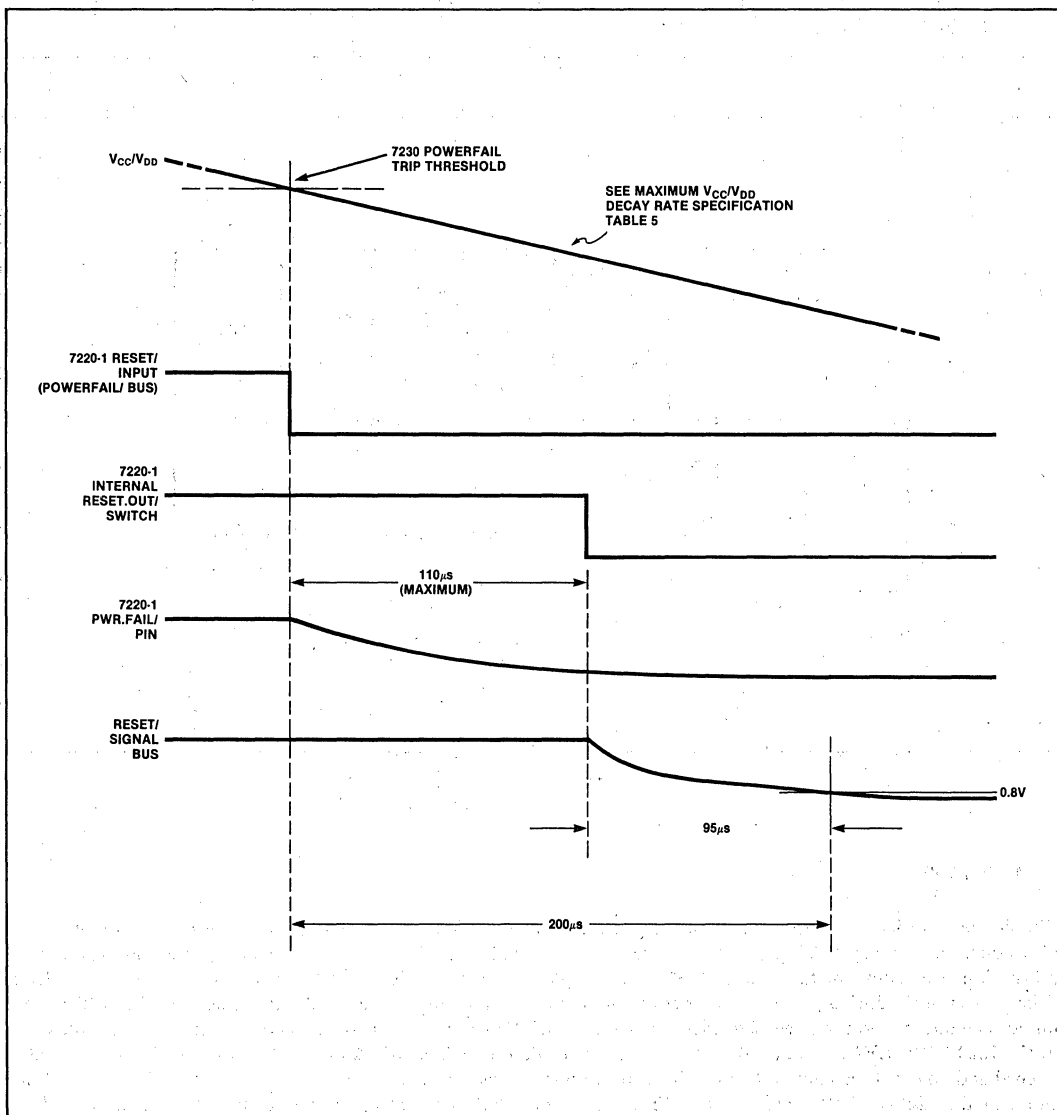 VCC/VDD
7230 POWERFAIL
TRIP THRESHOLD
SEE MAXIMUM VCC/VDD
DECAY RATE SPECIFICATION
TABLE 5
7220-1 RESET/
INPUT
(POWERFAIL/ BUS)
7220-1
INTERNAL
RESET.OUT/
SWITCH
110μs
(MAXIMUM)
7220-1
PWR.FAIL/
PIN
RESET/
SIGNAL
BUS
0.8V
95μs
200μs